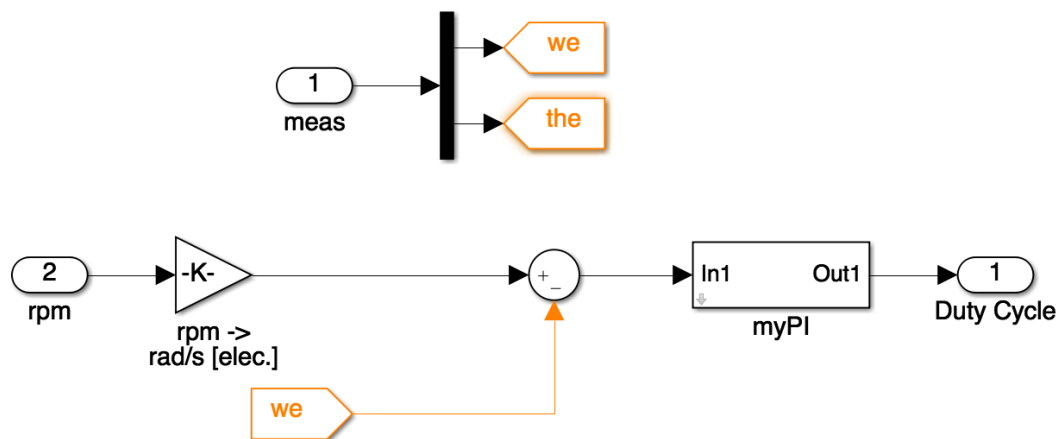 we
1
meas
the
2
rpm
-K-
rpm ->
rad/s [elec.]
+
_
In1
Out1
myPI
1
Duty Cycle
we